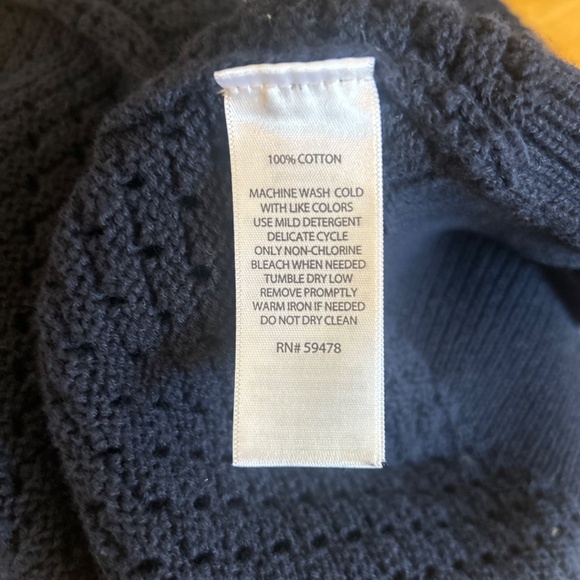 100% COTTON
MACHINE WASH COLD
WITH LIKE COLORS
USE MILD DETERGENT
DELICATE CYCLE
ONLY NON-CHLORINE
BLEACH WHEN NEEDED
TUMBLE DRY LOW
REMOVE PROMPTLY
WARM IRON IF NEEDED
DO NOT DRY CLEAN
RN# 59478